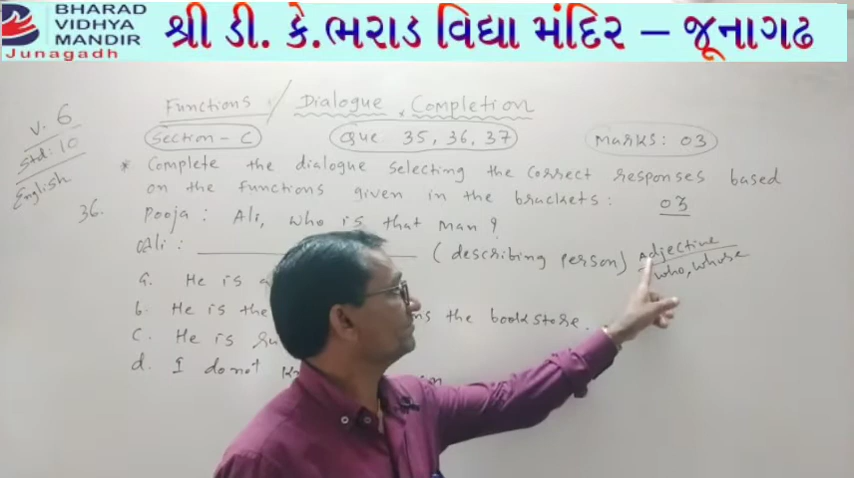 BHARAD
VIDHYA
MANDIR
Junagadh
શ્રી ડી. કે.ભરાડ વિદ્યા મંદિર – જૂનાગઢ
V. 6
Std: 10
English
Functions: / Dialogue Completion
Section - C
Que 35, 36, 37
Marks: 03
* Complete the dialogue selecting the correct responses based
on the functions given in the brackets: 03
36. Pooja: Ali, who is that man?
Ali: ____________ (describing person) Adjective
who, whose
a. He is
b. He is the the bookstore.
c. He is
d. I do not